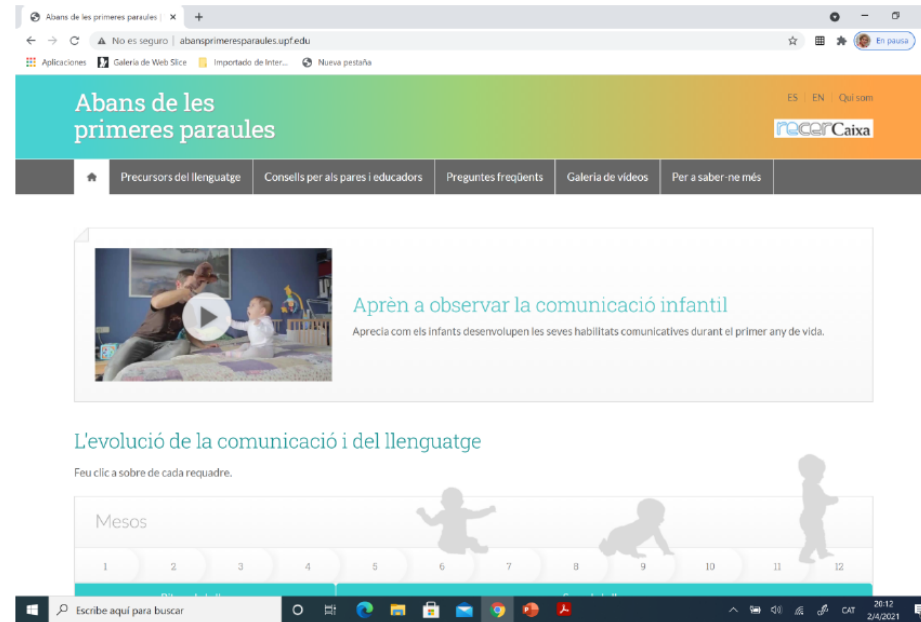 Abans de les primeres paraules |
No es seguro | abansprimeresparaules.upf.edu
En pausa
Aplicaciones Galería de Web Slice Importado de Inter... Nueva pestaña
Abans de les
primeres paraules
ES EN Qui som
recerCaixa
Precursors del llenguatge Consells per als pares i educadors Preguntes freqüents Galeria de vídeos Per a saber-ne més
Aprèn a observar la comunicació infantil
Aprecia com els infants desenvolupen les seves habilitats comunicatives durant el primer any de vida.
L'evolució de la comunicació i del llenguatge
Feu clic a sobre de cada requadre.
Mesos
1 2 3 4 5 6 7 8 9 10 11 12
Escribe aquí para buscar
CAT
20:12
2/4/2021